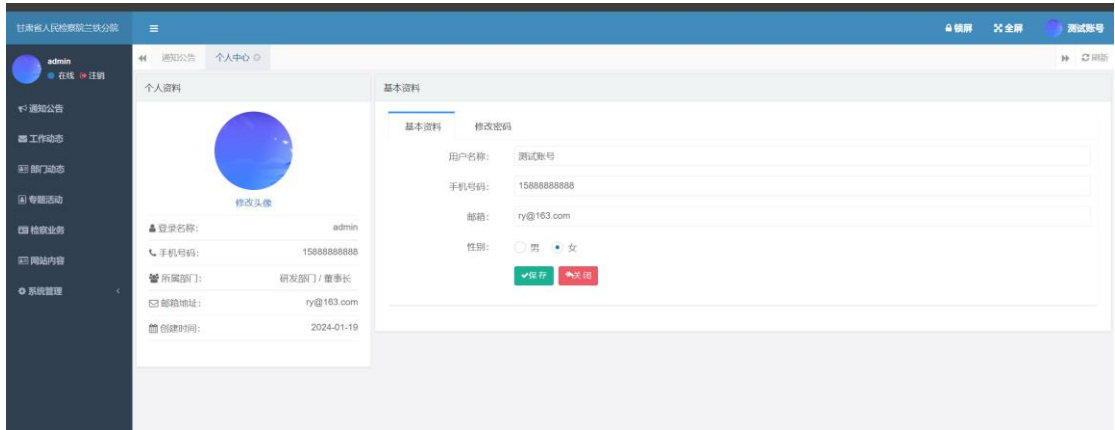 甘肃省人民检察院兰铁分院 锁屏 全屏 测试账号
admin
在线 注销
通知公告 个人中心 刷新
通知公告
工作动态
部门动态
专题活动
检察业务
网站内容
系统管理
个人资料
修改头像
登录名称: admin
手机号码: 15888888888
所属部门: 研发部门 / 董事长
邮箱地址: ry@163.com
创建时间: 2024-01-19
基本资料
基本资料 修改密码
用户名称: 测试账号
手机号码: 15888888888
邮箱: ry@163.com
性别: 男 女
保存 关闭